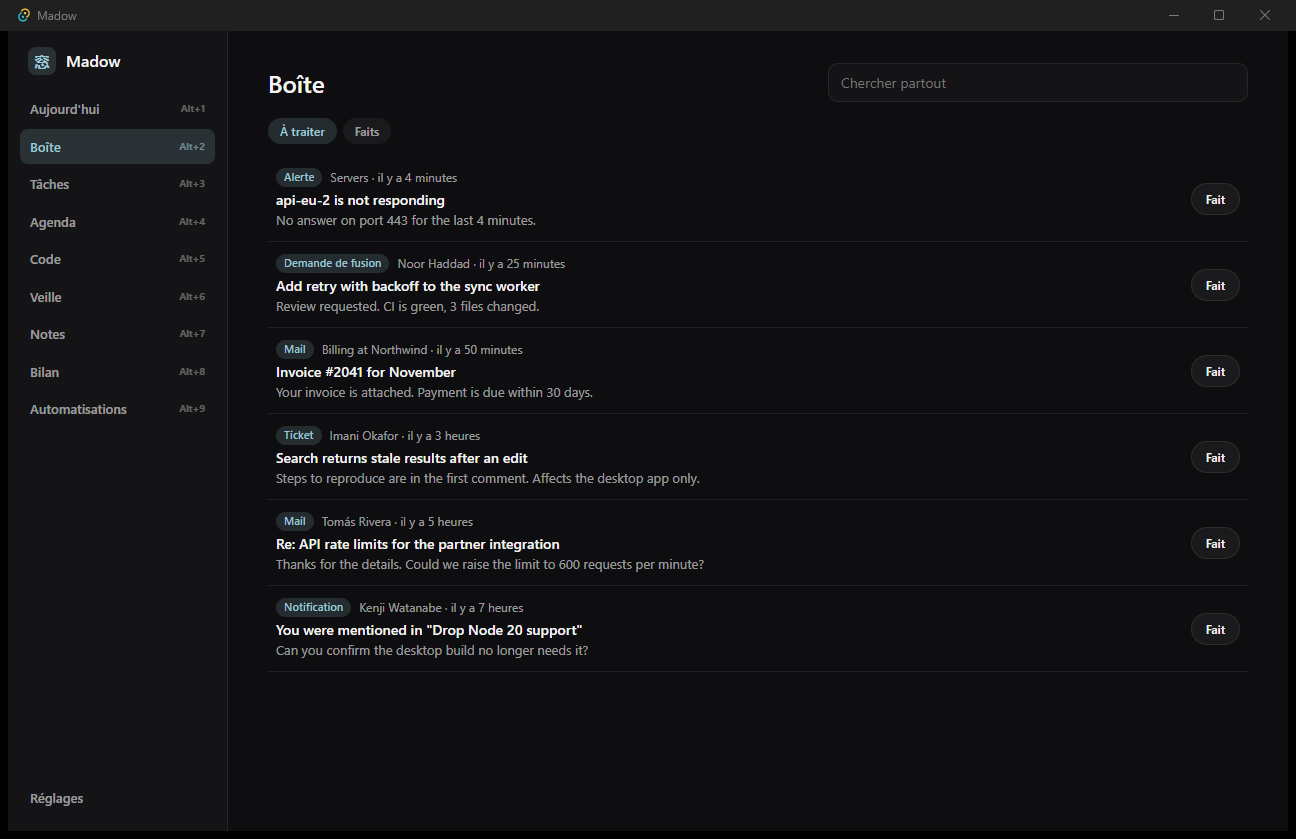 Madow
窓 Madow
Aujourd'hui Alt+1
Boîte Alt+2
Tâches Alt+3
Agenda Alt+4
Code Alt+5
Veille Alt+6
Notes Alt+7
Bilan Alt+8
Automatisations Alt+9
Réglages
Boîte
Chercher partout
À traiter Faits
Alerte Servers · il y a 4 minutes
api-eu-2 is not responding
No answer on port 443 for the last 4 minutes.
Fait
Demande de fusion Noor Haddad · il y a 25 minutes
Add retry with backoff to the sync worker
Review requested. CI is green, 3 files changed.
Fait
Mail Billing at Northwind · il y a 50 minutes
Invoice #2041 for November
Your invoice is attached. Payment is due within 30 days.
Fait
Ticket Imani Okafor · il y a 3 heures
Search returns stale results after an edit
Steps to reproduce are in the first comment. Affects the desktop app only.
Fait
Mail Tomás Rivera · il y a 5 heures
Re: API rate limits for the partner integration
Thanks for the details. Could we raise the limit to 600 requests per minute?
Fait
Notification Kenji Watanabe · il y a 7 heures
You were mentioned in "Drop Node 20 support"
Can you confirm the desktop build no longer needs it?
Fait